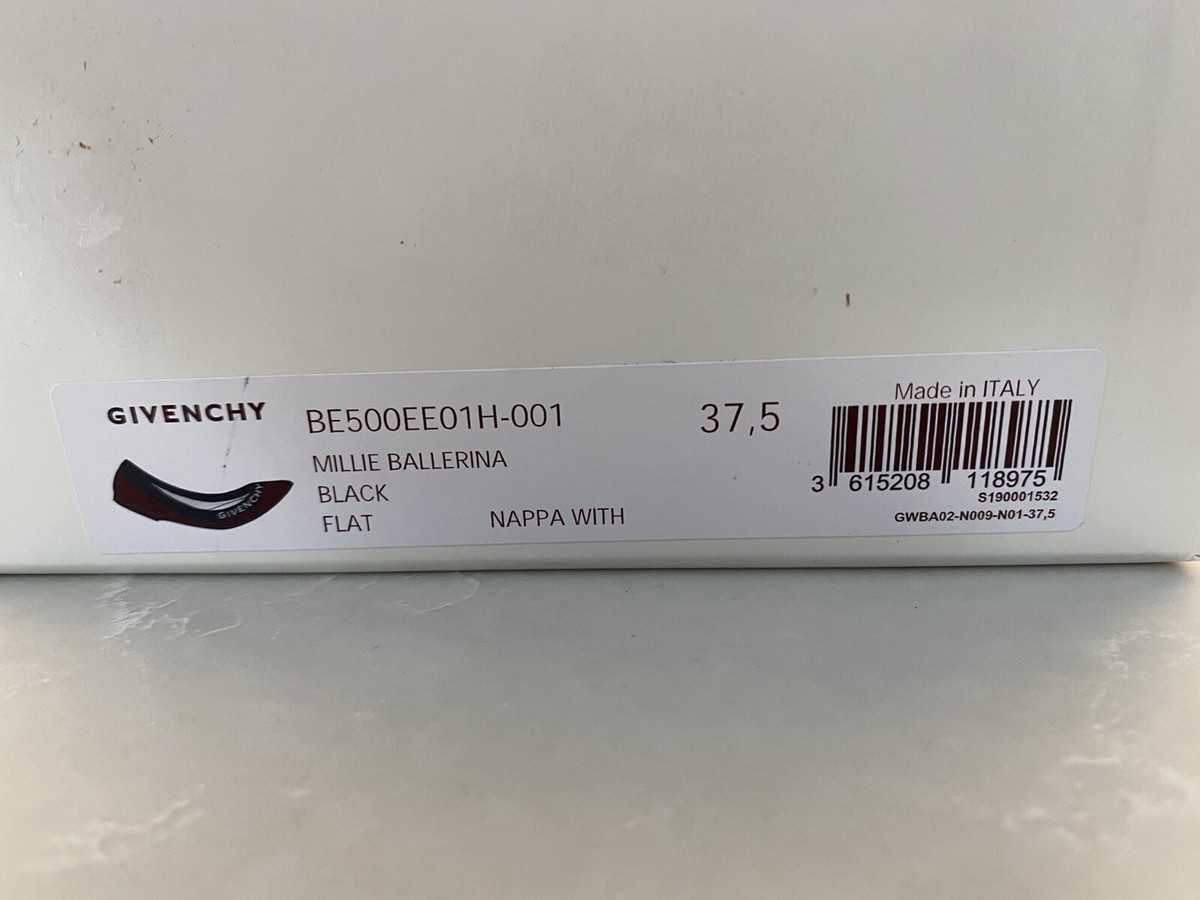 GIVENCHY
GIVENCHY
BE500EE01H-001
MILLIE BALLERINA
BLACK
FLAT NAPPA WITH
37,5
Made in ITALY
3 615208 118975
S190001532
GWBA02-N009-N01-37,5